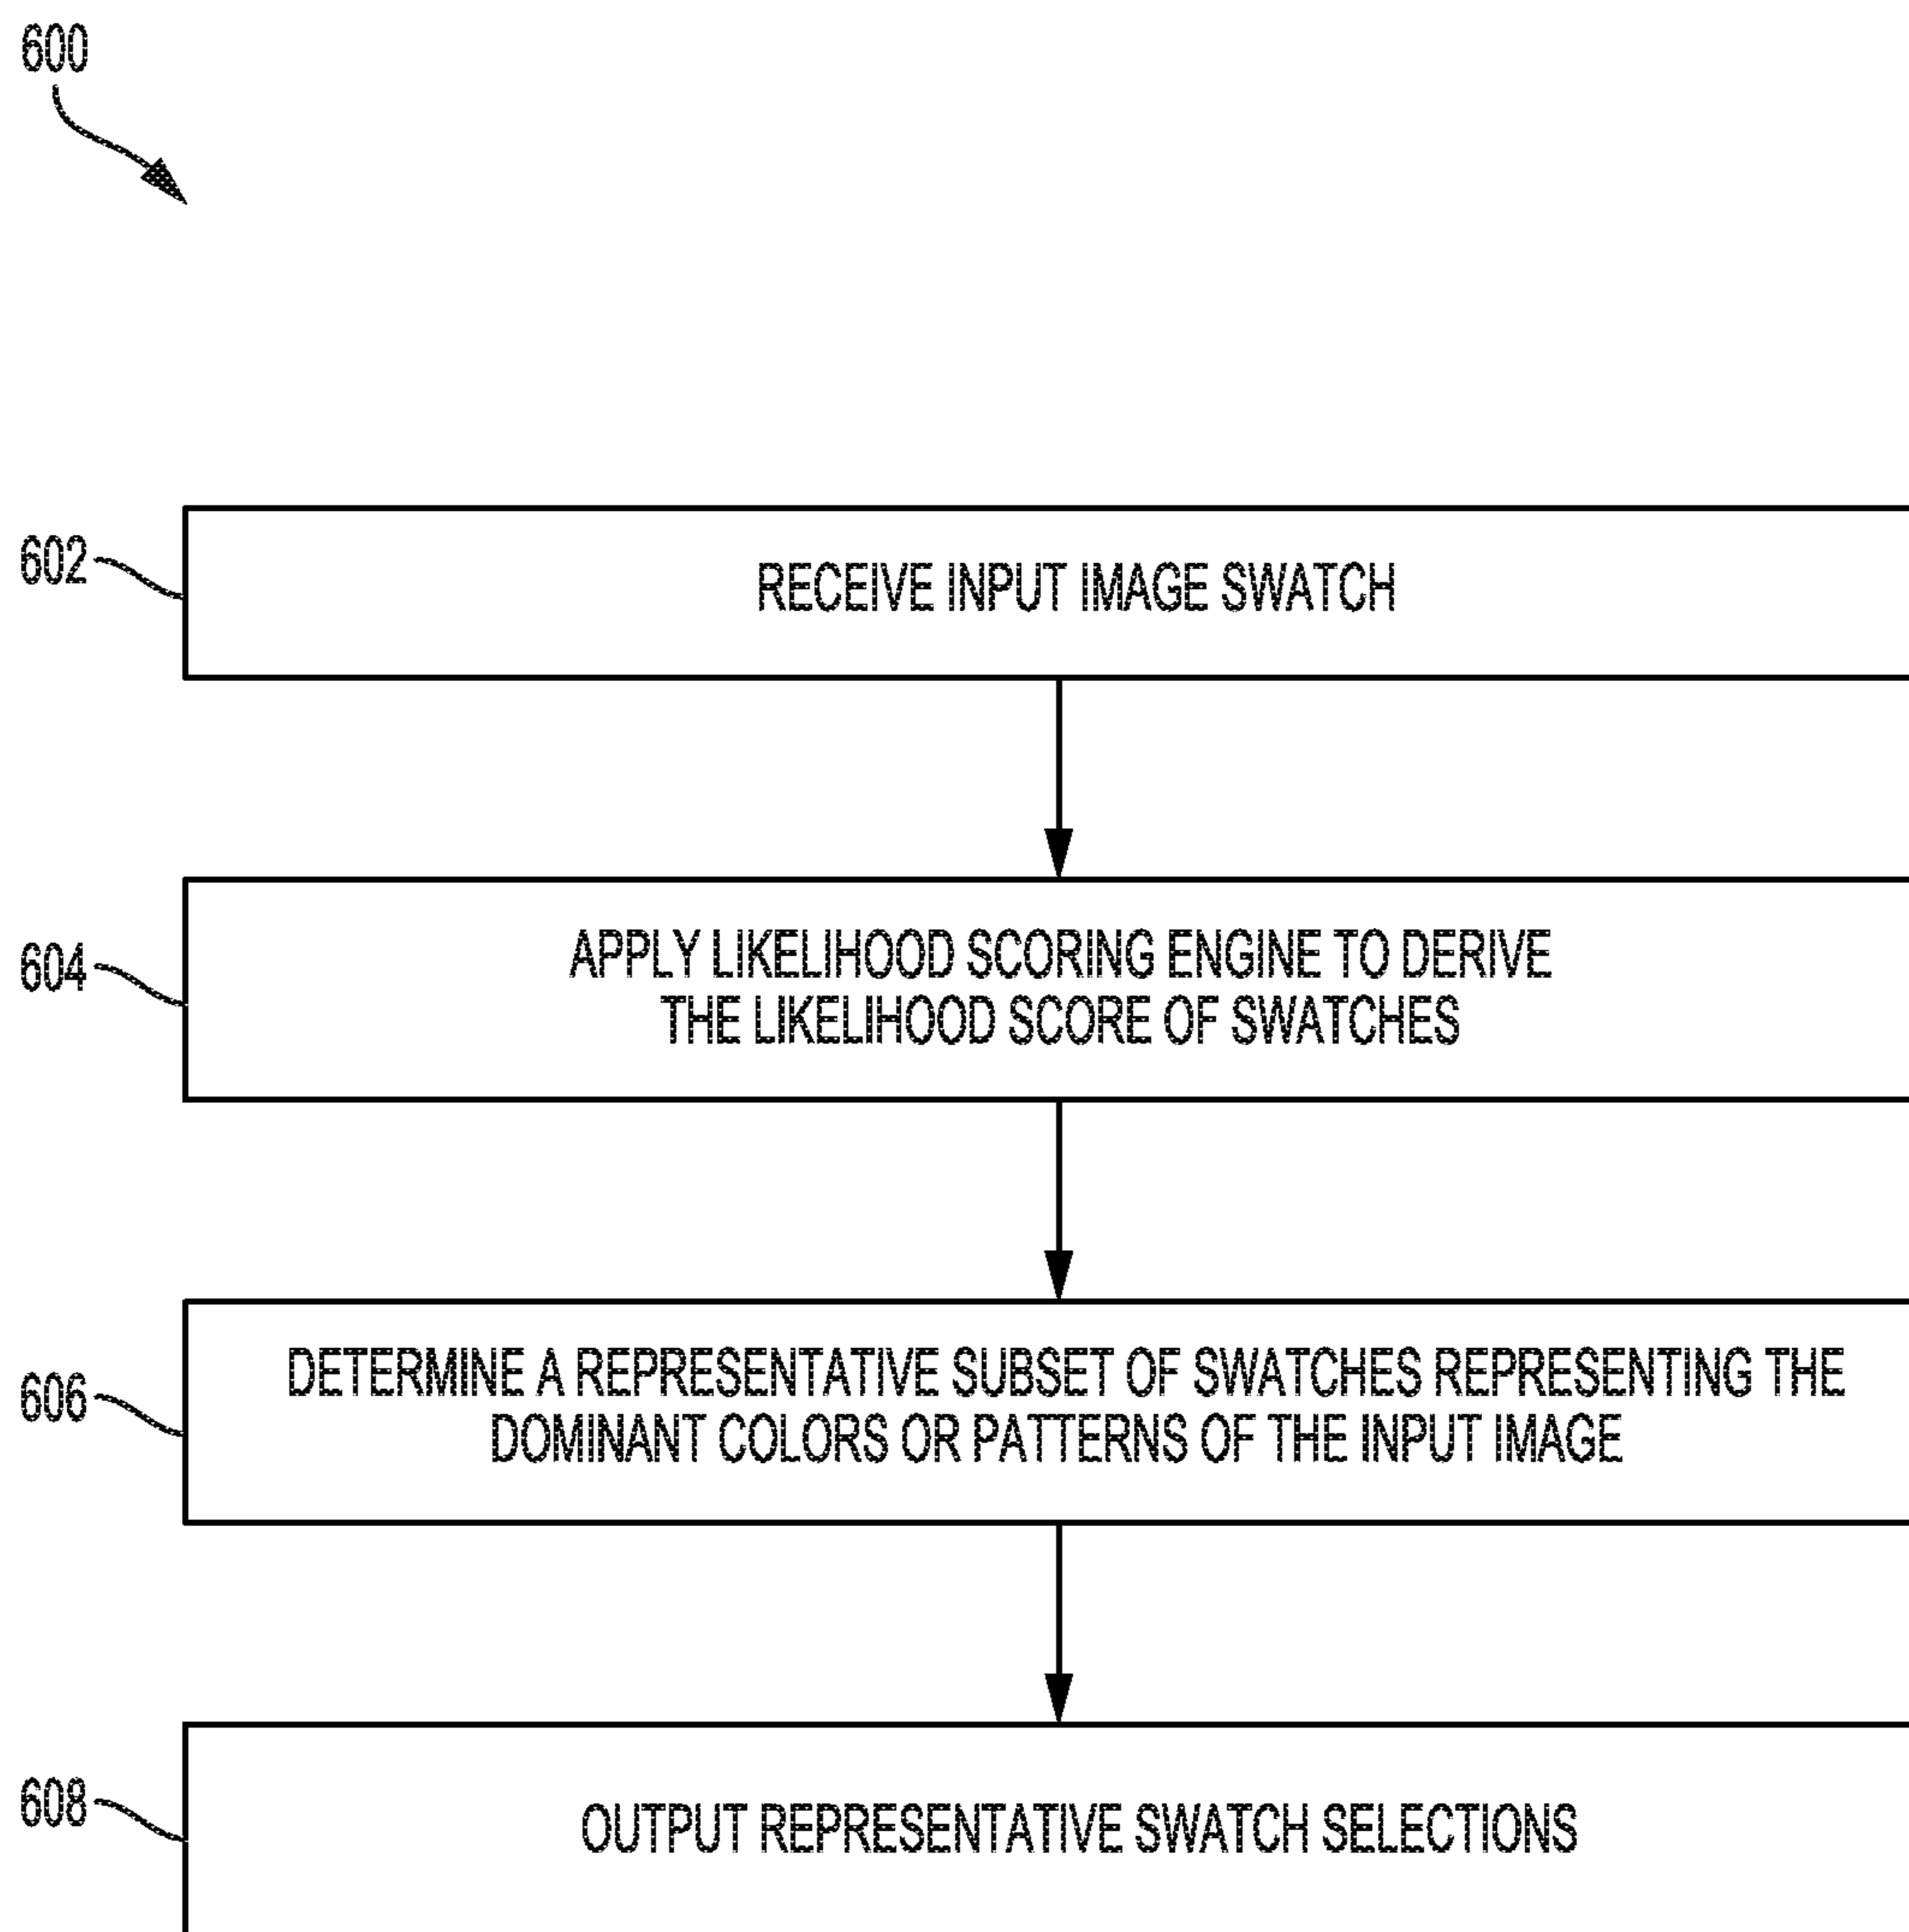 600
602
RECEIVE INPUT IMAGE SWATCH
604
APPLY LIKELIHOOD SCORING ENGINE TO DERIVE
THE LIKELIHOOD SCORE OF SWATCHES
606
DETERMINE A REPRESENTATIVE SUBSET OF SWATCHES REPRESENTING THE
DOMINANT COLORS OR PATTERNS OF THE INPUT IMAGE
608
OUTPUT REPRESENTATIVE SWATCH SELECTIONS